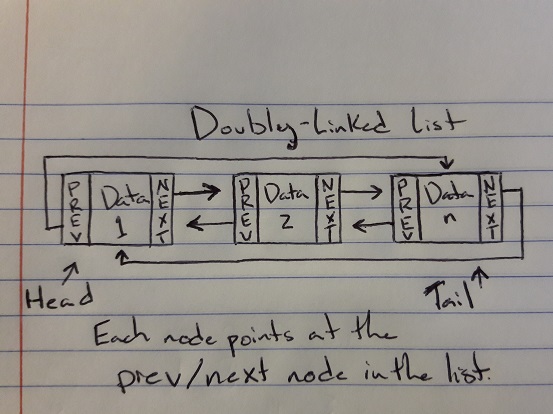 Doubly-Linked list
PREV Data 1 NEXT PREV Data 2 NEXT PREV Data n NEXT
Head Tail
Each node points at the
prev/next node in the list.